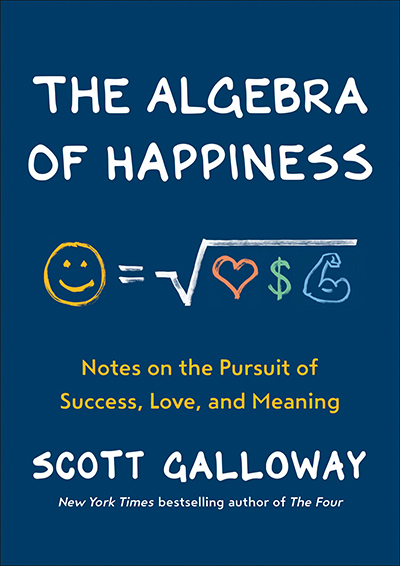 THE ALGEBRA
OF HAPPINESS
= √ $
Notes on the Pursuit of
Success, Love, and Meaning
SCOTT GALLOWAY
New York Times bestselling author of The Four